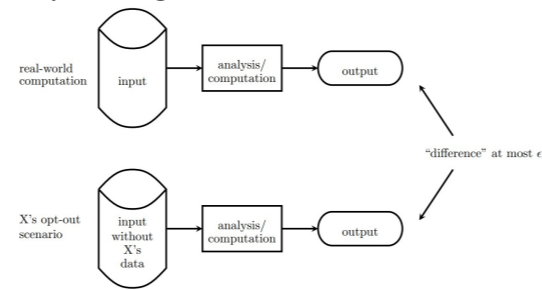 real-world
computation
input
analysis/
computation
output
“difference” at most ϵ
X's opt-out
scenario
input
without
X's
data
analysis/
computation
output